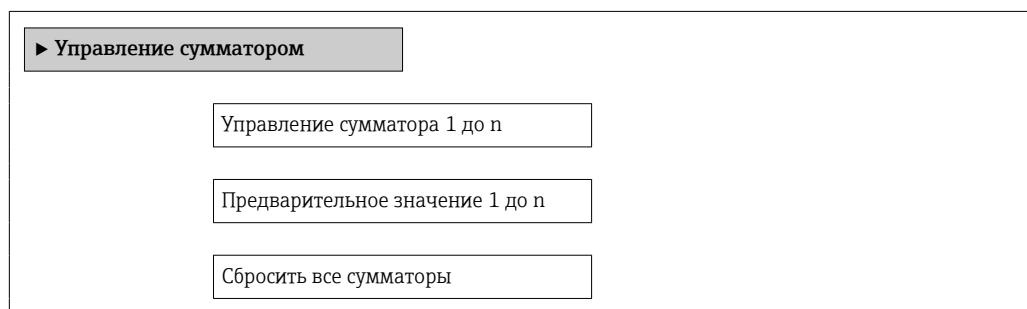 ▶ Управление сумматором
Управление сумматора 1 до n
Предварительное значение 1 до n
Сбросить все сумматоры